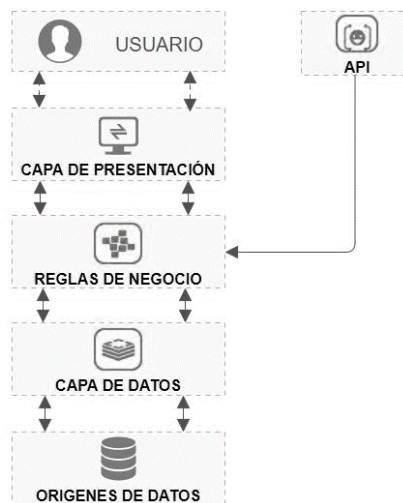 USUARIO
API
CAPA DE PRESENTACIÓN
REGLAS DE NEGOCIO
CAPA DE DATOS
ORIGENES DE DATOS